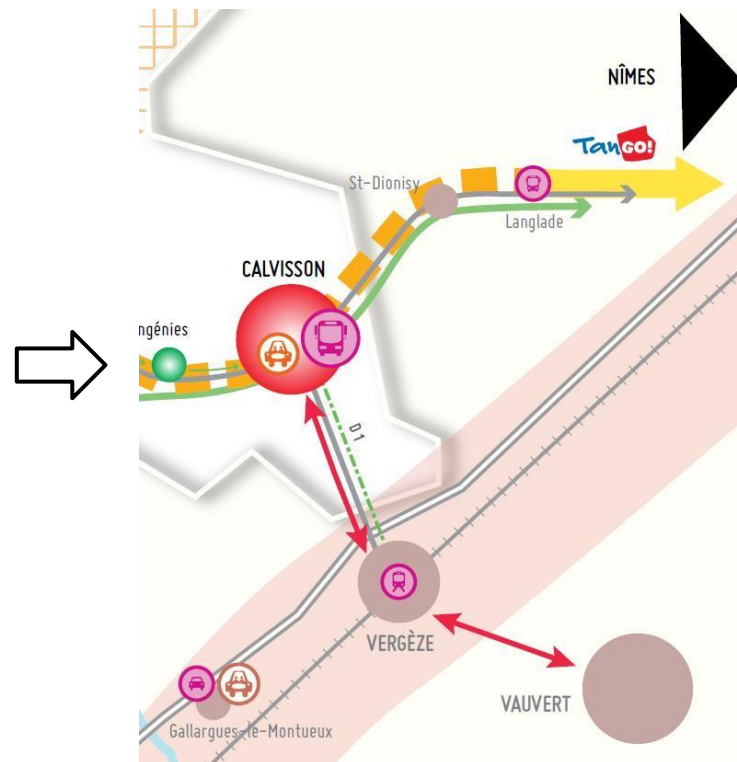 NÎMES
TanGO!
St-Dionisy
Langlade
CALVISSON
ngénies
D1
VERGÈZE
VAUVERT
Gallargues-le-Montueux